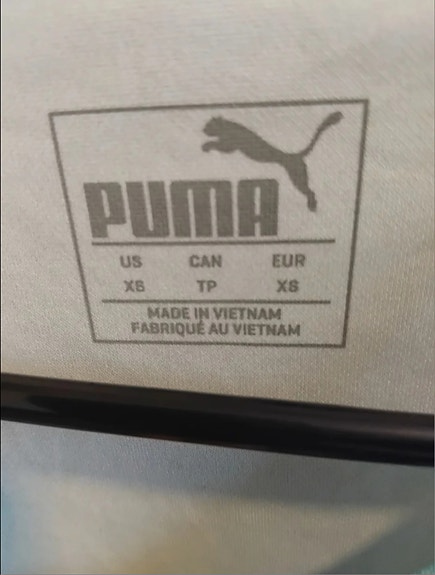 PUMA
US CAN EUR
XS TP XS
MADE IN VIETNAM
FABRIQUÉ AU VIETNAM